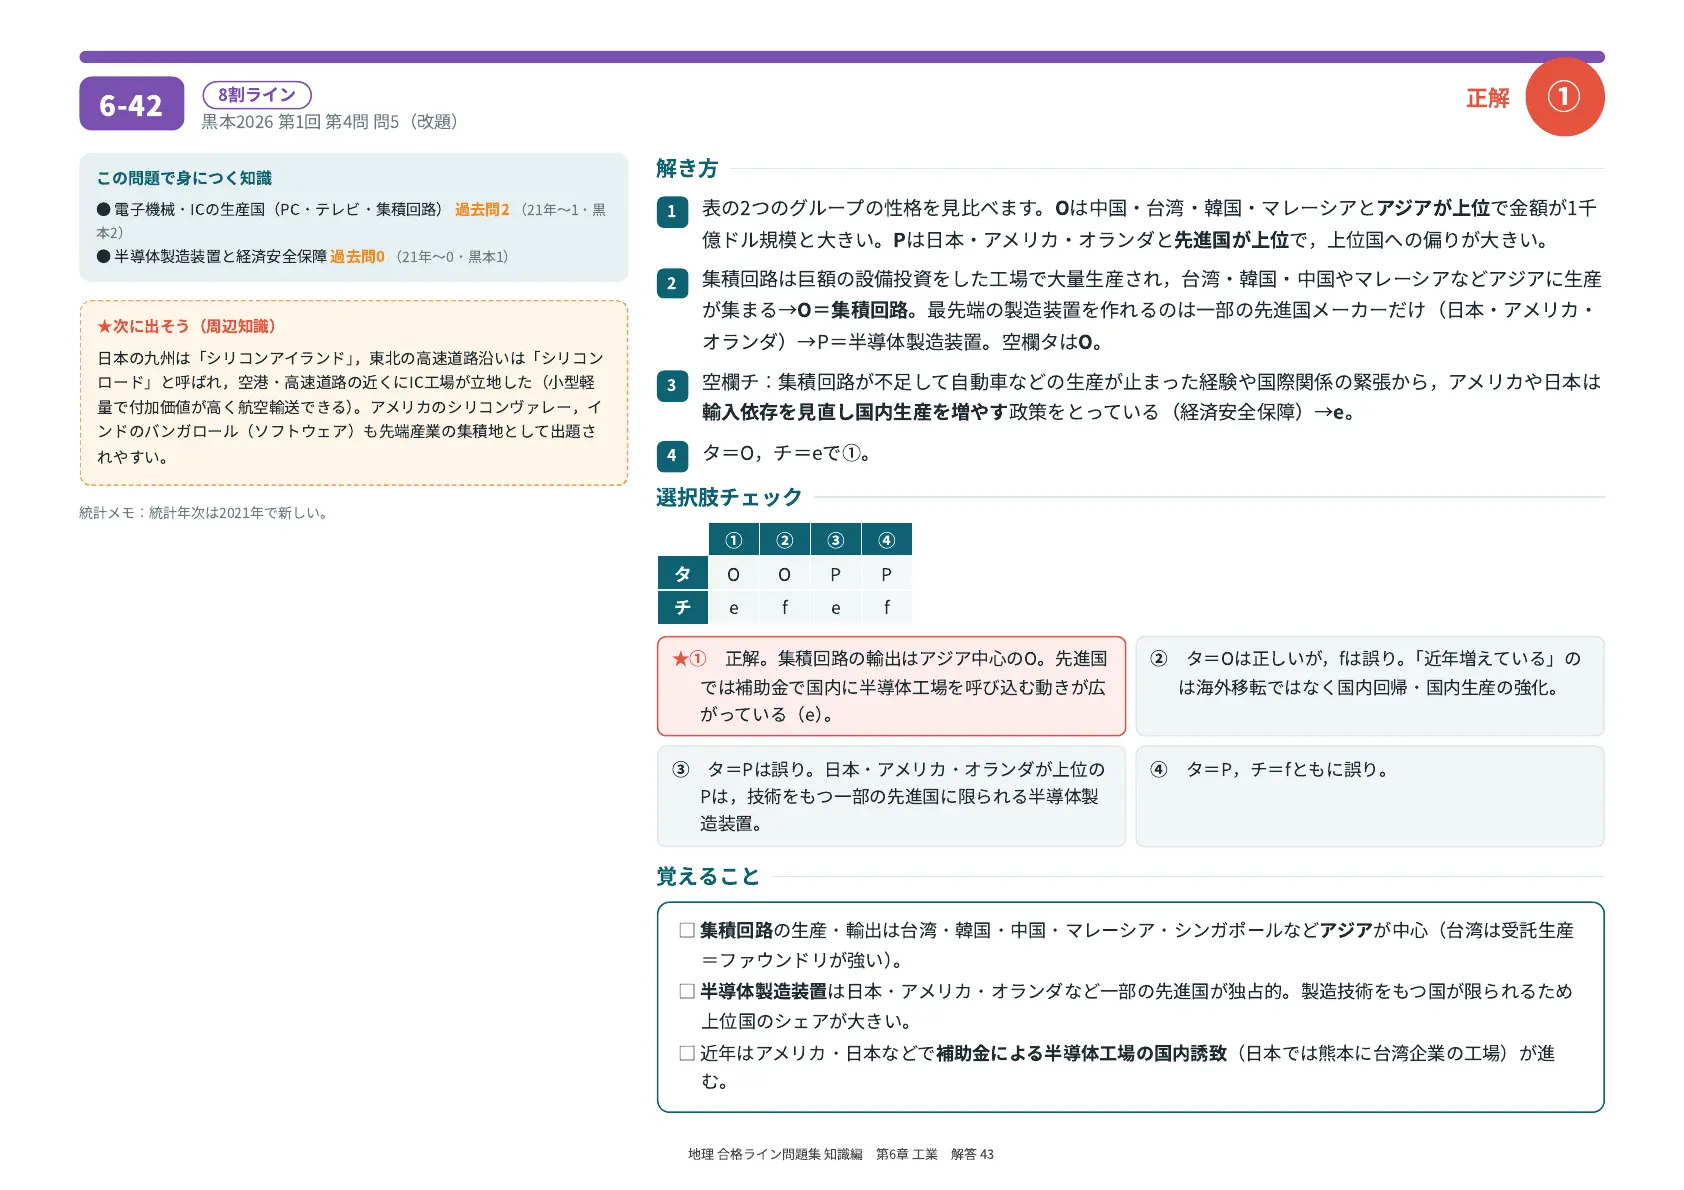 6-42
8割ライン
黒本2026 第1回 第4問 問5（改題）
正解 ①
この問題で身につく知識
● 電子機械・ICの生産国（PC・テレビ・集積回路） 過去問2 （21年〜1・黒
本2）
● 半導体製造装置と経済安全保障 過去問0 （21年〜0・黒本1）
★次に出そう（周辺知識）
日本の九州は「シリコンアイランド」，東北の高速道路沿いは「シリコン
ロード」と呼ばれ，空港・高速道路の近くにIC工場が立地した（小型軽
量で付加価値が高く航空輸送できる）。アメリカのシリコンヴァレー，イ
ンドのバンガロール（ソフトウェア）も先端産業の集積地として出題さ
れやすい。
統計メモ：統計年次は2021年で新しい。
解き方
1 表の2つのグループの性格を見比べます。Oは中国・台湾・韓国・マレーシアとアジアが上位で金額が1千
億ドル規模と大きい。Pは日本・アメリカ・オランダと先進国が上位で，上位国への偏りが大きい。
2 集積回路は巨額の設備投資をした工場で大量生産され，台湾・韓国・中国やマレーシアなどアジアに生産
が集まる→O＝集積回路。最先端の製造装置を作れるのは一部の先進国メーカーだけ（日本・アメリカ・
オランダ）→P＝半導体製造装置。空欄タはO。
3 空欄チ：集積回路が不足して自動車などの生産が止まった経験や国際関係の緊張から，アメリカや日本は
輸入依存を見直し国内生産を増やす政策をとっている（経済安全保障）→e。
4 タ＝O，チ＝eで①。
選択肢チェック
① ② ③ ④
タ O O P P
チ e f e f
★① 正解。集積回路の輸出はアジア中心のO。先進国
では補助金で国内に半導体工場を呼び込む動きが広
がっている（e）。
② タ＝Oは正しいが，fは誤り。「近年増えている」の
は海外移転ではなく国内回帰・国内生産の強化。
③ タ＝Pは誤り。日本・アメリカ・オランダが上位の
Pは，技術をもつ一部の先進国に限られる半導体製
造装置。
④ タ＝P，チ＝fともに誤り。
覚えること
□ 集積回路の生産・輸出は台湾・韓国・中国・マレーシア・シンガポールなどアジアが中心（台湾は受託生産
＝ファウンドリが強い）。
□ 半導体製造装置は日本・アメリカ・オランダなど一部の先進国が独占的。製造技術をもつ国が限られるため
上位国のシェアが大きい。
□ 近年はアメリカ・日本などで補助金による半導体工場の国内誘致（日本では熊本に台湾企業の工場）が進
む。
地理 合格ライン問題集 知識編 第6章 工業 解答 43